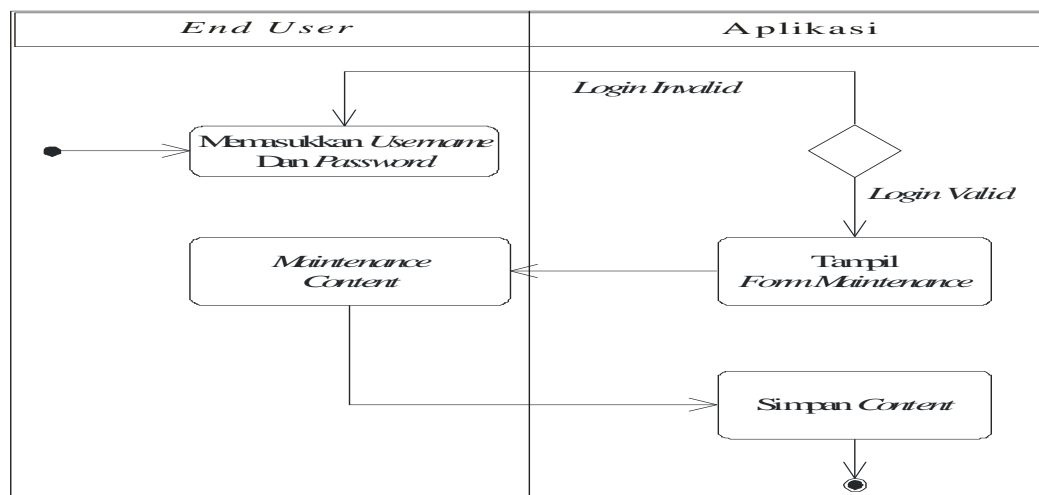 End User
Aplikasi
Login Invalid
Memasukkan Username
Dan Password
Login Valid
Maintenance
Content
Tampil
Form Maintenance
Simpan Content